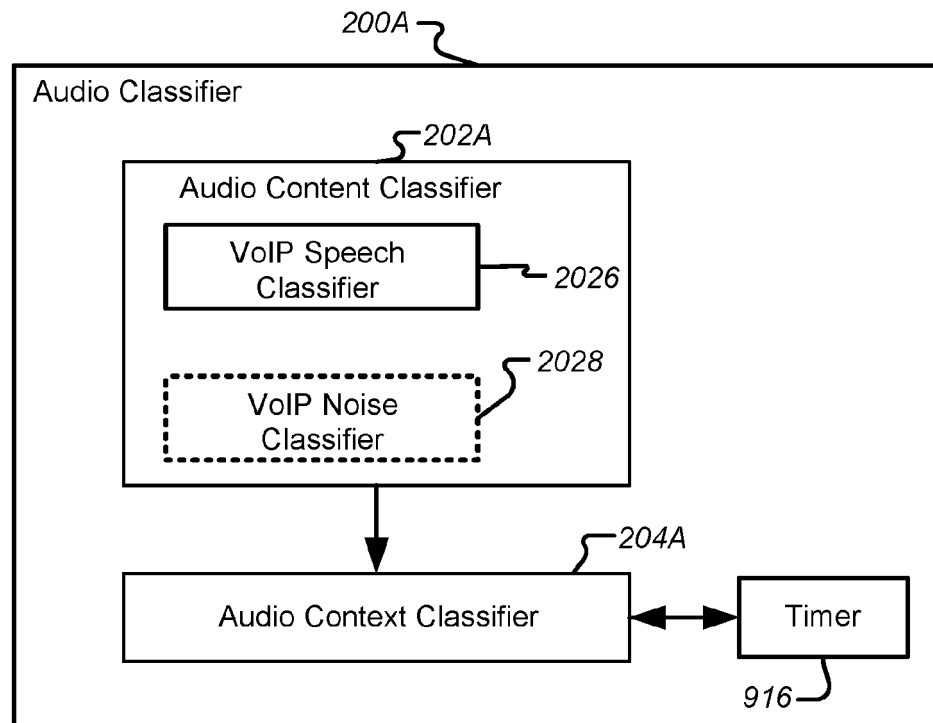 200A
Audio Classifier
202A
Audio Content Classifier
VoIP Speech
Classifier
2026
2028
VoIP Noise
Classifier
204A
Audio Context Classifier
Timer
916